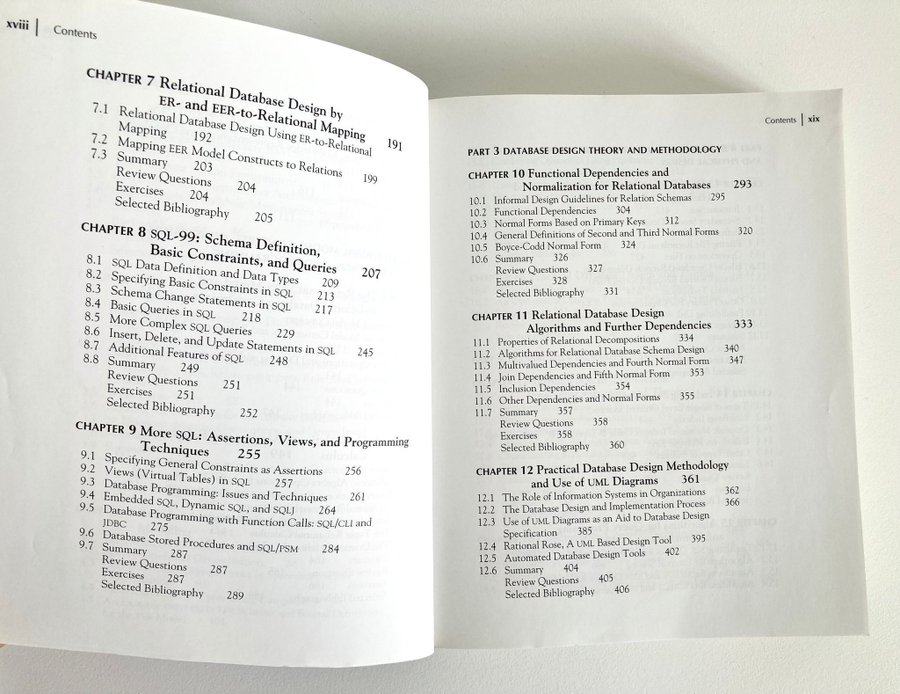 xviii | Contents
CHAPTER 7 Relational Database Design by
ER- and EER-to-Relational Mapping 191
7.1 Relational Database Design Using ER-to-Relational
Mapping 192
7.2 Mapping EER Model Constructs to Relations 199
7.3 Summary 203
Review Questions 204
Exercises 204
Selected Bibliography 205
CHAPTER 8 SQL-99: Schema Definition,
Basic Constraints, and Queries 207
8.1 SQL Data Definition and Data Types 209
8.2 Specifying Basic Constraints in SQL 213
8.3 Schema Change Statements in SQL 217
8.4 Basic Queries in SQL 218
8.5 More Complex SQL Queries 229
8.6 Insert, Delete, and Update Statements in SQL 245
8.7 Additional Features of SQL 248
8.8 Summary 249
Review Questions 251
Exercises 251
Selected Bibliography 252
CHAPTER 9 More SQL: Assertions, Views, and Programming
Techniques 255
9.1 Specifying General Constraints as Assertions 256
9.2 Views (Virtual Tables) in SQL 257
9.3 Database Programming: Issues and Techniques 261
9.4 Embedded SQL, Dynamic SQL, and SQLJ 264
9.5 Database Programming with Function Calls: SQL/CLI and
JDBC 275
9.6 Database Stored Procedures and SQL/PSM 284
9.7 Summary 287
Review Questions 287
Exercises 287
Selected Bibliography 289
Contents | xix
PART 3 DATABASE DESIGN THEORY AND METHODOLOGY
CHAPTER 10 Functional Dependencies and
Normalization for Relational Databases 293
10.1 Informal Design Guidelines for Relation Schemas 295
10.2 Functional Dependencies 304
10.3 Normal Forms Based on Primary Keys 312
10.4 General Definitions of Second and Third Normal Forms 320
10.5 Boyce-Codd Normal Form 324
10.6 Summary 326
Review Questions 327
Exercises 328
Selected Bibliography 331
CHAPTER 11 Relational Database Design
Algorithms and Further Dependencies 333
11.1 Properties of Relational Decompositions 334
11.2 Algorithms for Relational Database Schema Design 340
11.3 Multivalued Dependencies and Fourth Normal Form 347
11.4 Join Dependencies and Fifth Normal Form 353
11.5 Inclusion Dependencies 354
11.6 Other Dependencies and Normal Forms 355
11.7 Summary 357
Review Questions 358
Exercises 358
Selected Bibliography 360
CHAPTER 12 Practical Database Design Methodology
and Use of UML Diagrams 361
12.1 The Role of Information Systems in Organizations 362
12.2 The Database Design and Implementation Process 366
12.3 Use of UML Diagrams as an Aid to Database Design
Specification 385
12.4 Rational Rose, A UML Based Design Tool 395
12.5 Automated Database Design Tools 402
12.6 Summary 404
Review Questions 405
Selected Bibliography 406